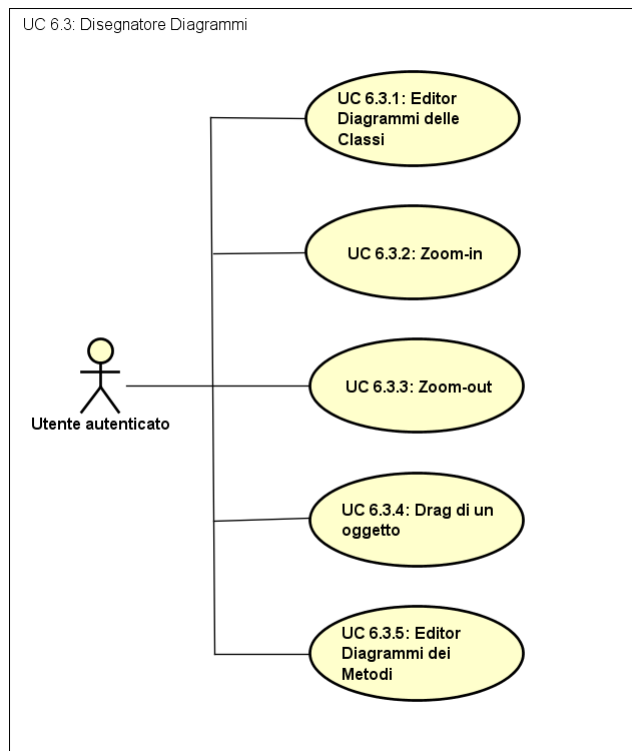 UC 6.3: Disegnatore Diagrammi
UC 6.3.1: Editor
Diagrammi delle
Classi
UC 6.3.2: Zoom-in
UC 6.3.3: Zoom-out
Utente autenticato
UC 6.3.4: Drag di un
oggetto
UC 6.3.5: Editor
Diagrammi dei
Metodi